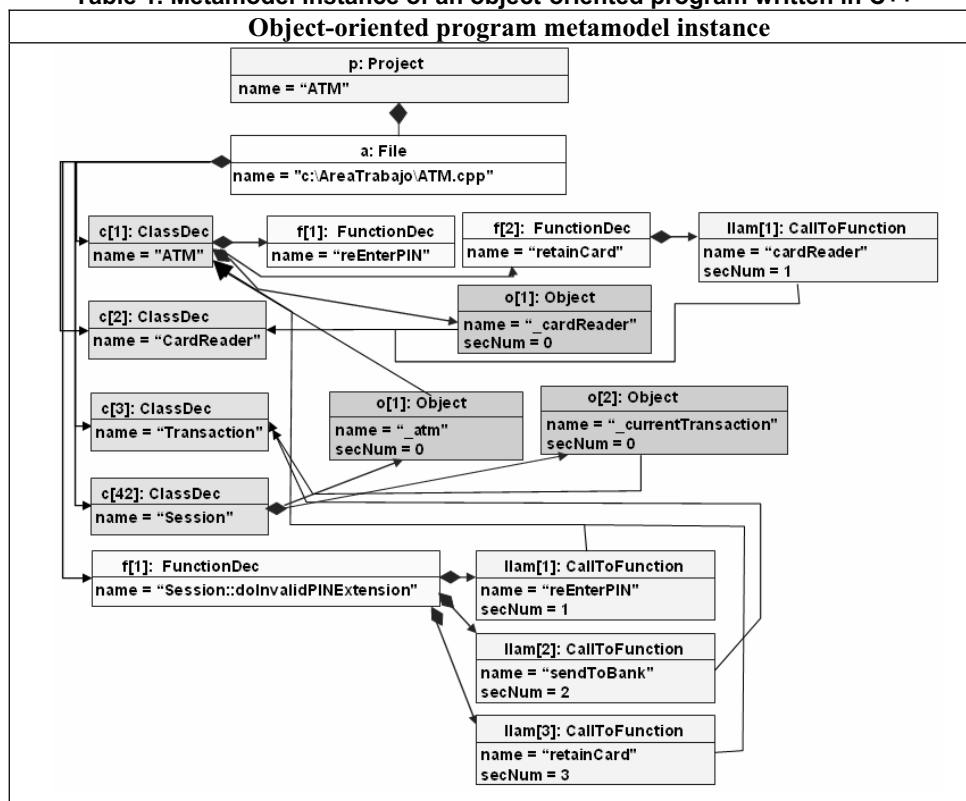 Table 1. Metamodel instance of an object-oriented program written in C++
Object-oriented program metamodel instance
p: Project
name = “ATM”
a: File
name = "c:\AreaTrabajo\ATM.cpp”
c[1]: ClassDec
name = "ATM”
f[1]: FunctionDec
name = “reEnterPIN”
f[2]: FunctionDec
name = “retainCard”
llam[1]: CallToFunction
name = “cardReader”
secNum = 1
o[1]: Object
name = “_cardReader”
secNum = 0
c[2]: ClassDec
name = “CardReader”
c[3]: ClassDec
name = “Transaction”
o[1]: Object
name = “_atm”
secNum = 0
o[2]: Object
name = “_currentTransaction”
secNum = 0
c[42]: ClassDec
name = “Session”
f[1]: FunctionDec
name = “Session::doInvalidPINExtension”
llam[1]: CallToFunction
name = “reEnterPIN”
secNum = 1
llam[2]: CallToFunction
name = “sendToBank”
secNum = 2
llam[3]: CallToFunction
name = “retainCard”
secNum = 3